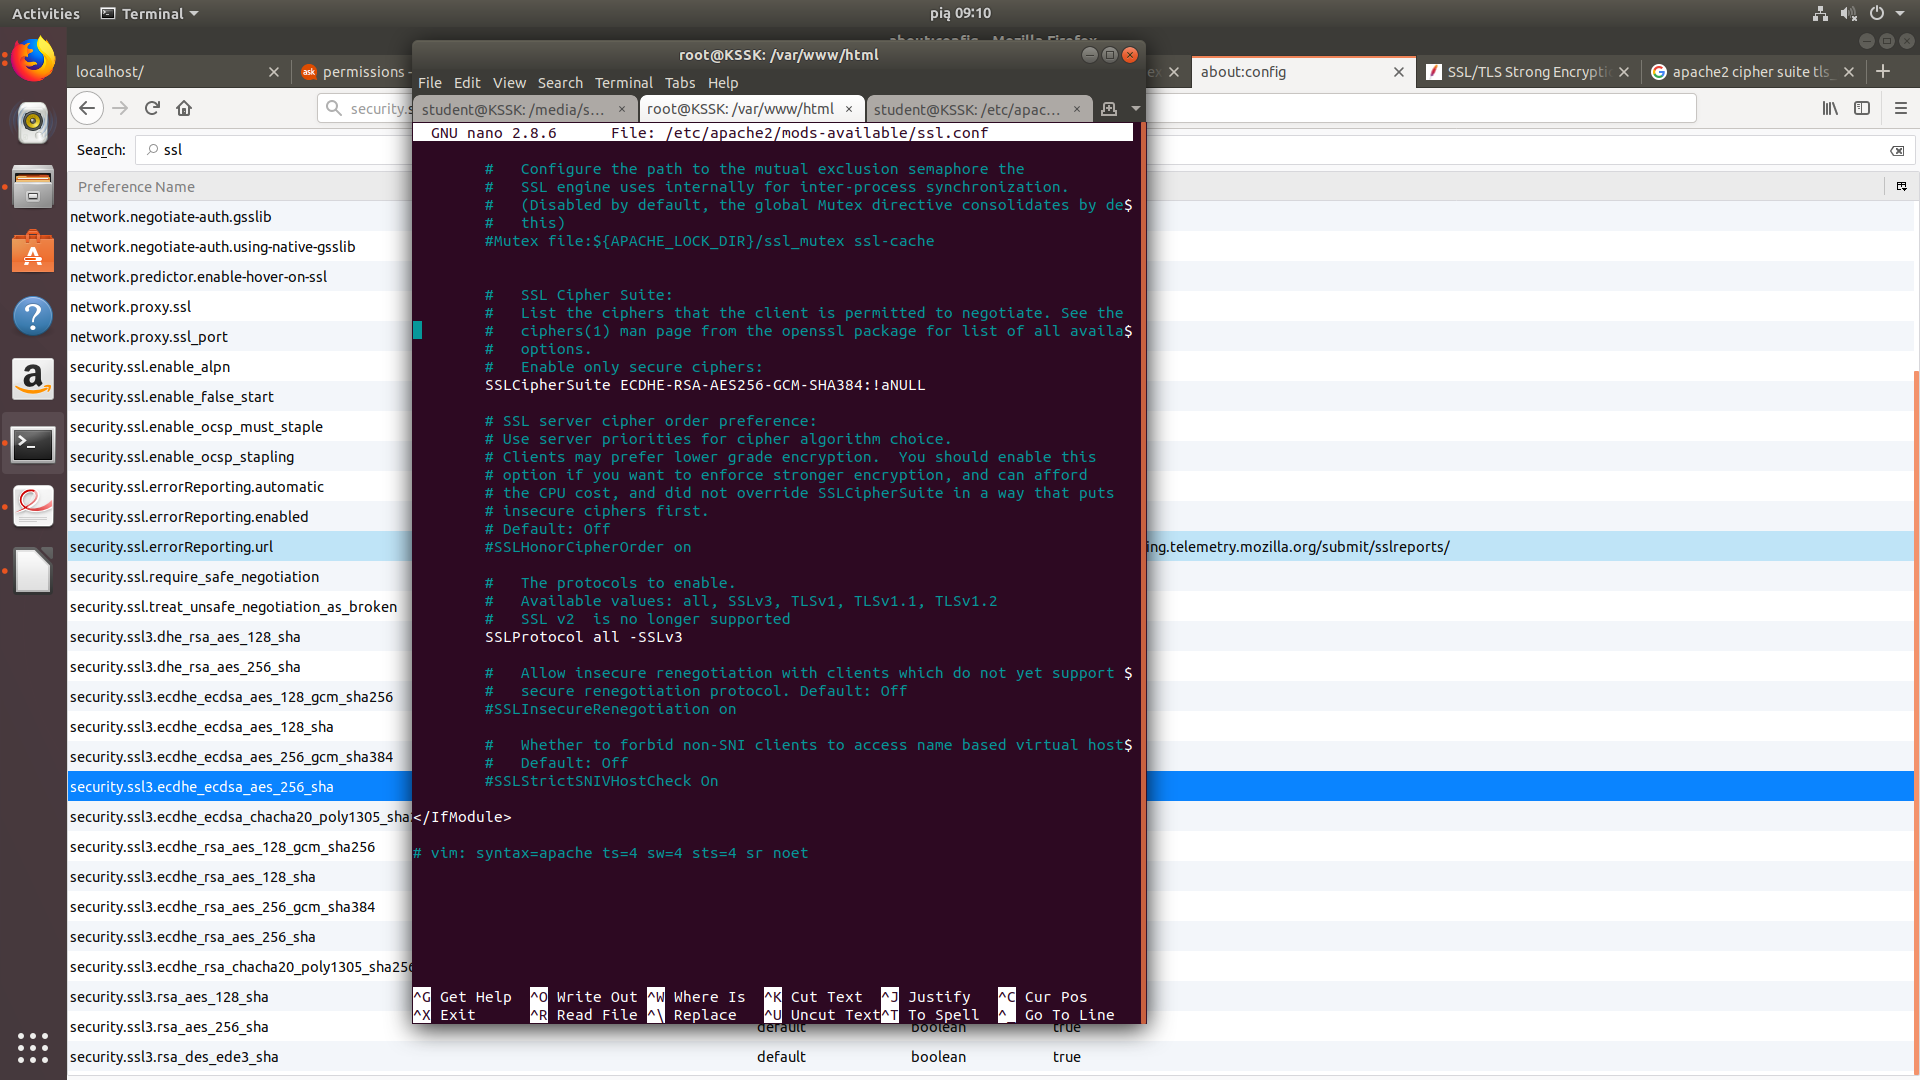 Activities
Terminal
pią 09:10
about:config - Mozilla Firefox
root@KSSK: /var/www/html
localhost/
permissions -
about:config
SSL/TLS Strong Encrypti
apache2 cipher suite tls_
File Edit View Search Terminal Tabs Help
security.s
student@KSSK: /media/s...
root@KSSK: /var/www/html
student@KSSK: /etc/apac...
GNU nano 2.8.6 File: /etc/apache2/mods-available/ssl.conf
Search: ssl
Preference Name
network.negotiate-auth.gsslib
network.negotiate-auth.using-native-gsslib
network.predictor.enable-hover-on-ssl
network.proxy.ssl
network.proxy.ssl_port
security.ssl.enable_alpn
security.ssl.enable_false_start
security.ssl.enable_ocsp_must_staple
security.ssl.enable_ocsp_stapling
security.ssl.errorReporting.automatic
security.ssl.errorReporting.enabled
security.ssl.errorReporting.url
ing.telemetry.mozilla.org/submit/sslreports/
security.ssl.require_safe_negotiation
security.ssl.treat_unsafe_negotiation_as_broken
security.ssl3.dhe_rsa_aes_128_sha
security.ssl3.dhe_rsa_aes_256_sha
security.ssl3.ecdhe_ecdsa_aes_128_gcm_sha256
security.ssl3.ecdhe_ecdsa_aes_128_sha
security.ssl3.ecdhe_ecdsa_aes_256_gcm_sha384
security.ssl3.ecdhe_ecdsa_aes_256_sha
security.ssl3.ecdhe_ecdsa_chacha20_poly1305_sha
security.ssl3.ecdhe_rsa_aes_128_gcm_sha256
security.ssl3.ecdhe_rsa_aes_128_sha
security.ssl3.ecdhe_rsa_aes_256_gcm_sha384
security.ssl3.ecdhe_rsa_aes_256_sha
security.ssl3.ecdhe_rsa_chacha20_poly1305_sha256
security.ssl3.rsa_aes_128_sha
security.ssl3.rsa_aes_256_sha default boolean true
security.ssl3.rsa_des_ede3_sha default boolean true
# Configure the path to the mutual exclusion semaphore the
# SSL engine uses internally for inter-process synchronization.
# (Disabled by default, the global Mutex directive consolidates by de$
# this)
#Mutex file:${APACHE_LOCK_DIR}/ssl_mutex ssl-cache
# SSL Cipher Suite:
# List the ciphers that the client is permitted to negotiate. See the
# ciphers(1) man page from the openssl package for list of all availa$
# options.
# Enable only secure ciphers:
SSLCipherSuite ECDHE-RSA-AES256-GCM-SHA384:!aNULL
# SSL server cipher order preference:
# Use server priorities for cipher algorithm choice.
# Clients may prefer lower grade encryption. You should enable this
# option if you want to enforce stronger encryption, and can afford
# the CPU cost, and did not override SSLCipherSuite in a way that puts
# insecure ciphers first.
# Default: Off
#SSLHonorCipherOrder on
# The protocols to enable.
# Available values: all, SSLv3, TLSv1, TLSv1.1, TLSv1.2
# SSL v2 is no longer supported
SSLProtocol all -SSLv3
# Allow insecure renegotiation with clients which do not yet support $
# secure renegotiation protocol. Default: Off
#SSLInsecureRenegotiation on
# Whether to forbid non-SNI clients to access name based virtual host$
# Default: Off
#SSLStrictSNIVHostCheck On
</IfModule>
# vim: syntax=apache ts=4 sw=4 sts=4 sr noet
^G Get Help ^O Write Out ^W Where Is ^K Cut Text ^J Justify ^C Cur Pos
^X Exit ^R Read File ^\ Replace ^U Uncut Text ^T To Spell ^_ Go To Line